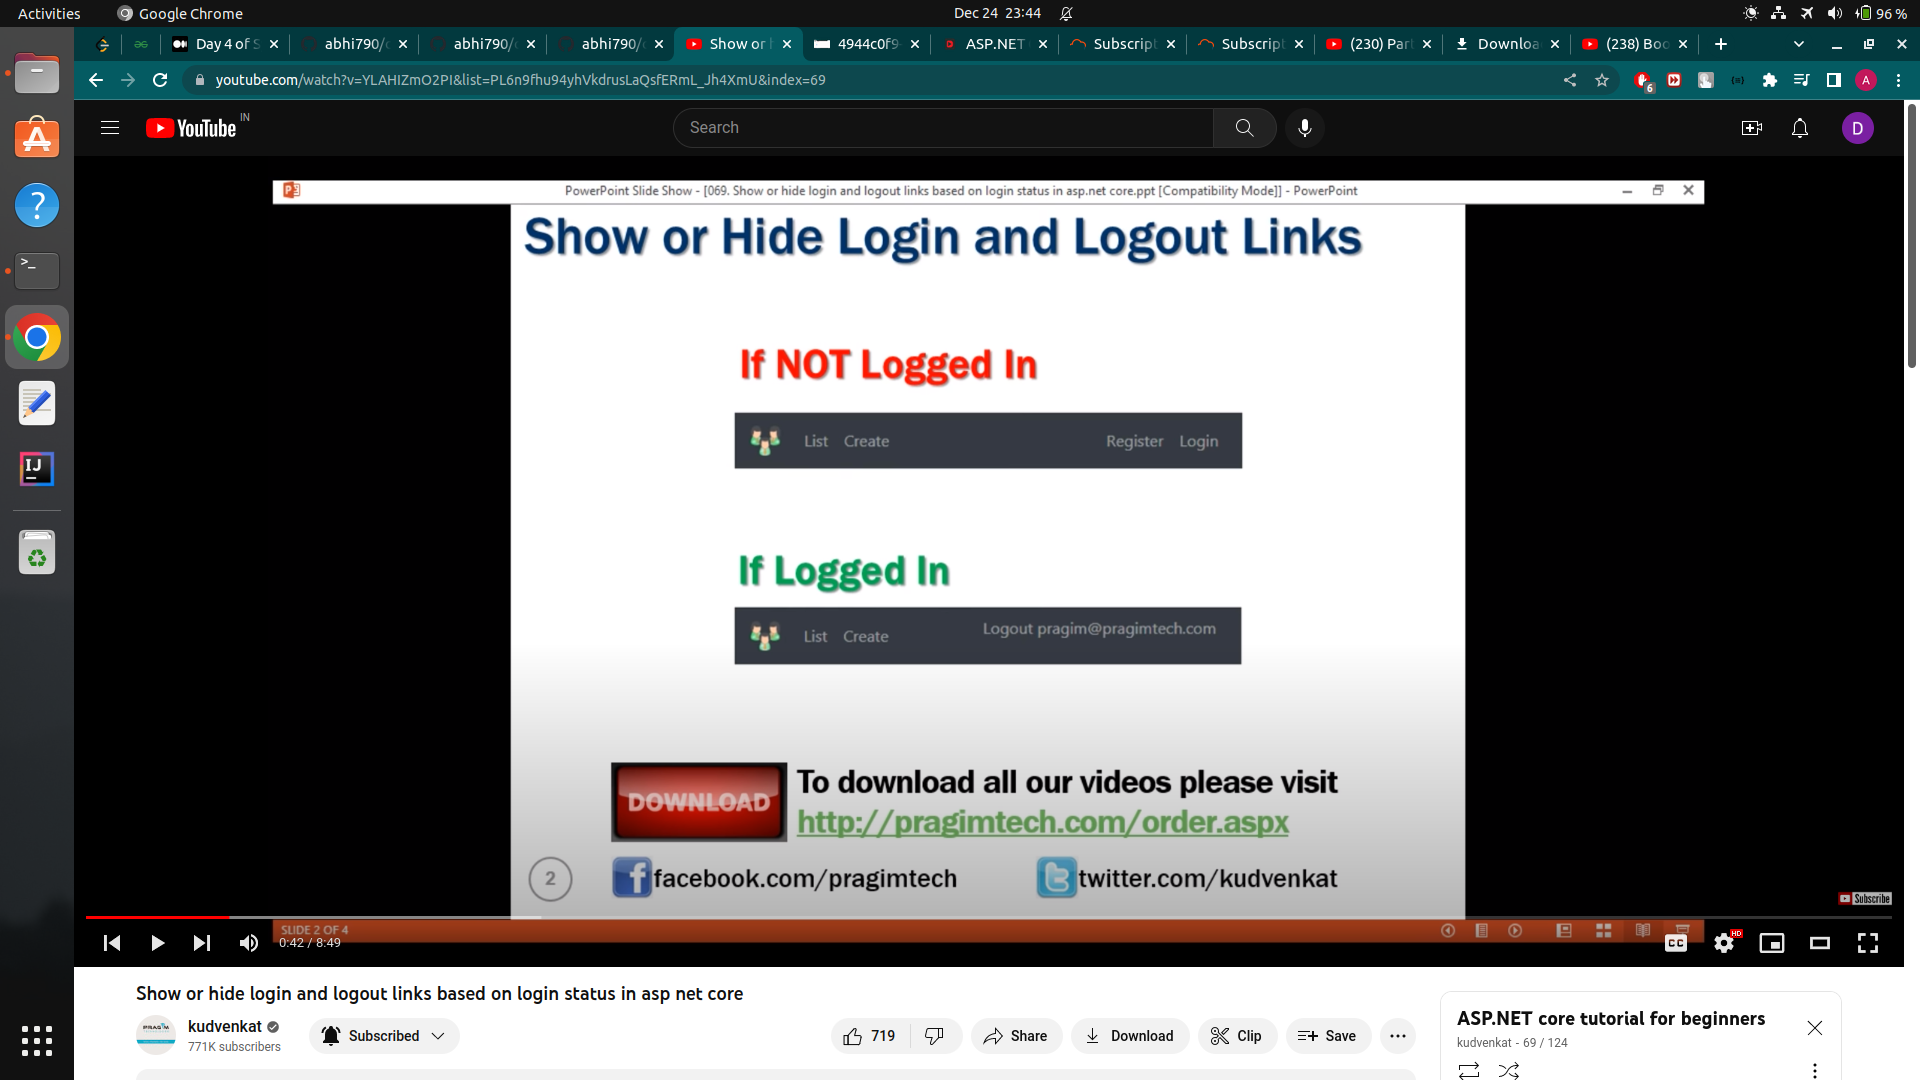 Activities
Google Chrome
Dec 24 23:44
96 %
Day 4 of S
abhi790/
abhi790/
abhi790/
Show or h
4944c0f9
ASP.NET
Subscript
Subscript
(230) Par
Downloa
(238) Boo
youtube.com/watch?v=YLAHIZmO2PI&list=PL6n9fhu94yhVkdrusLaQsfERmL_Jh4XmU&index=69
6
A
YouTube
IN
Search
D
PowerPoint Slide Show - [069. Show or hide login and logout links based on login status in asp.net core.ppt [Compatibility Mode]] - PowerPoint
Show or Hide Login and Logout Links
If NOT Logged In
List Create Register Login
If Logged In
List Create Logout pragim@pragimtech.com
DOWNLOAD
To download all our videos please visit
http://pragimtech.com/order.aspx
2
facebook.com/pragimtech
twitter.com/kudvenkat
Subscribe
SLIDE 2 OF 4
0:42 / 8:49
CC
HD
Show or hide login and logout links based on login status in asp net core
PRAGIM
kudvenkat
771K subscribers
Subscribed
719
Share
Download
Clip
Save
ASP.NET core tutorial for beginners
kudvenkat - 69 / 124
IJ